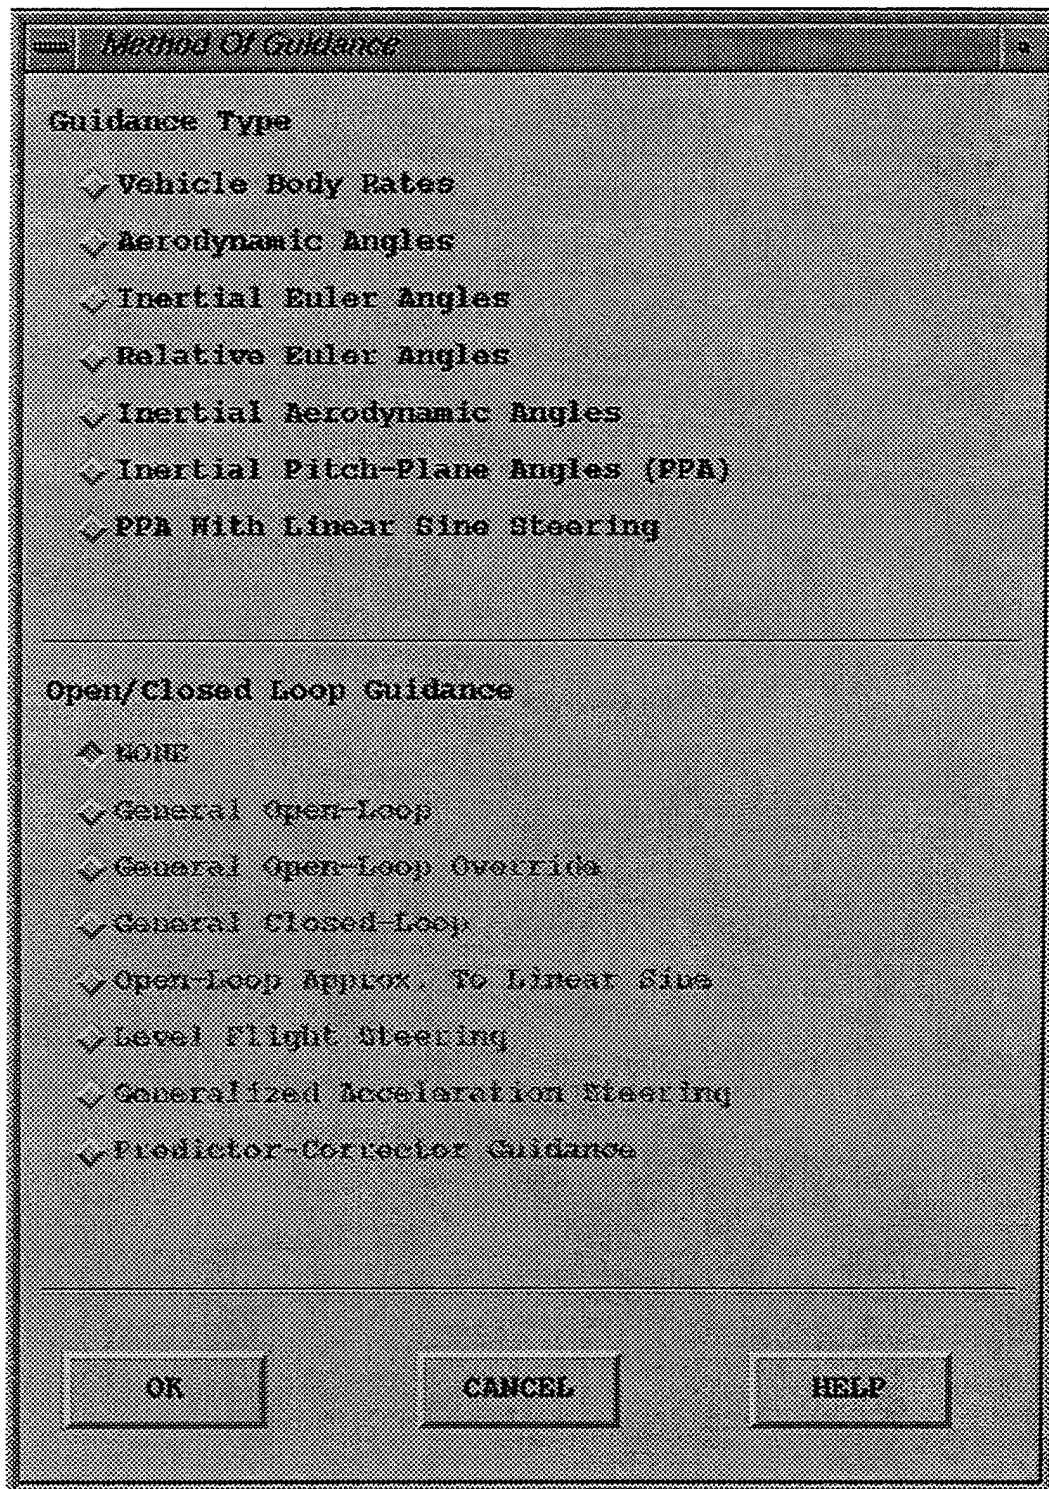 Method Of Guidance
Guidance Type
Vehicle Body Rates
Aerodynamic Angles
Inertial Euler Angles
Relative Euler Angles
Inertial Aerodynamic Angles
Inertial Pitch-Plane Angles (PPA)
PPA With Linear Sine Steering
Open/Closed Loop Guidance
NONE
General Open-Loop
General Open-Loop Override
General Closed-Loop
Open-Loop Approx. To Linear Sine
Level Flight Steering
Generalized Acceleration Steering
Predictor-Corrector Guidance
OK CANCEL HELP